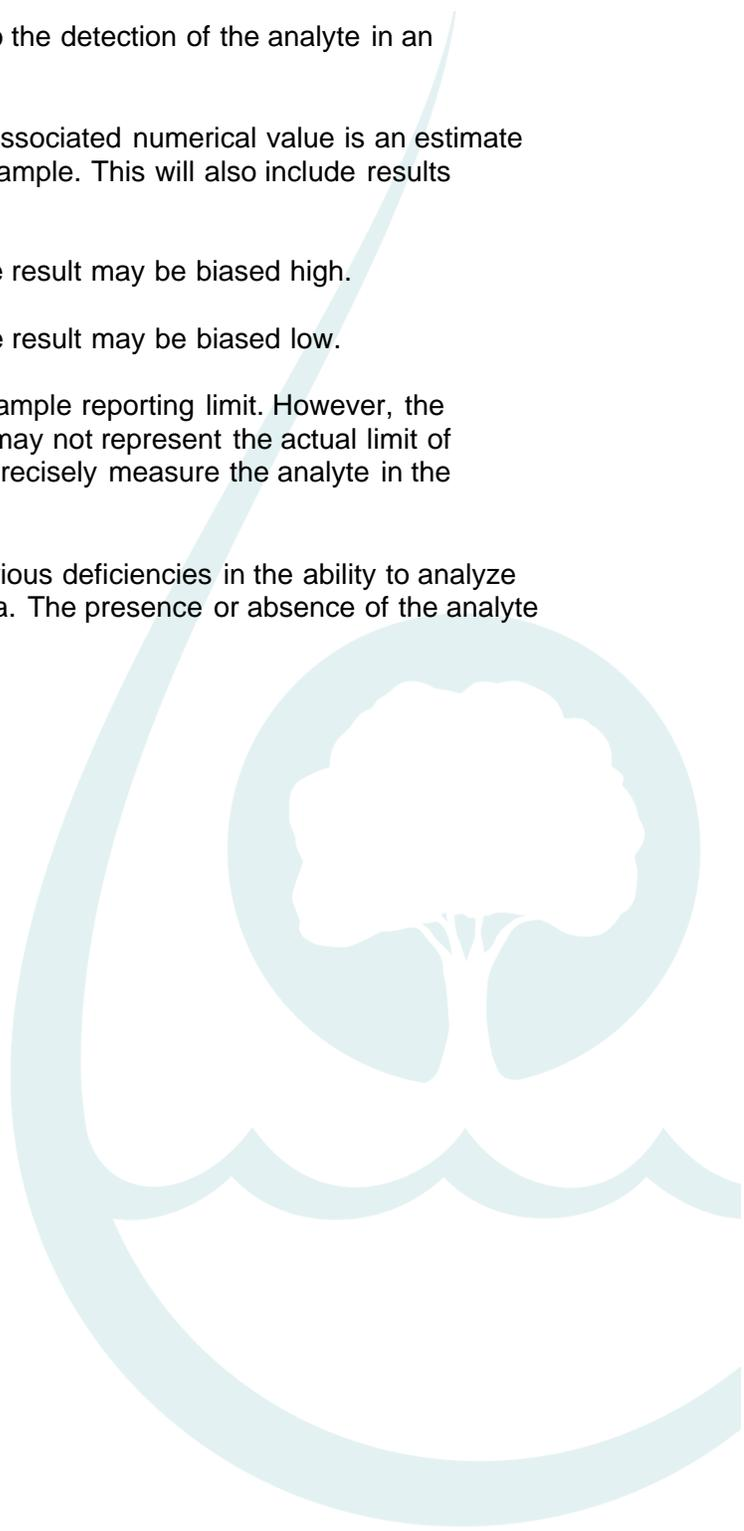 the detection of the analyte in an
ssociated numerical value is an estimate
ample. This will also include results
result may be biased high.
result may be biased low.
ample reporting limit. However, the
may not represent the actual limit of
recisely measure the analyte in the
ious deficiencies in the ability to analyze
a. The presence or absence of the analyte